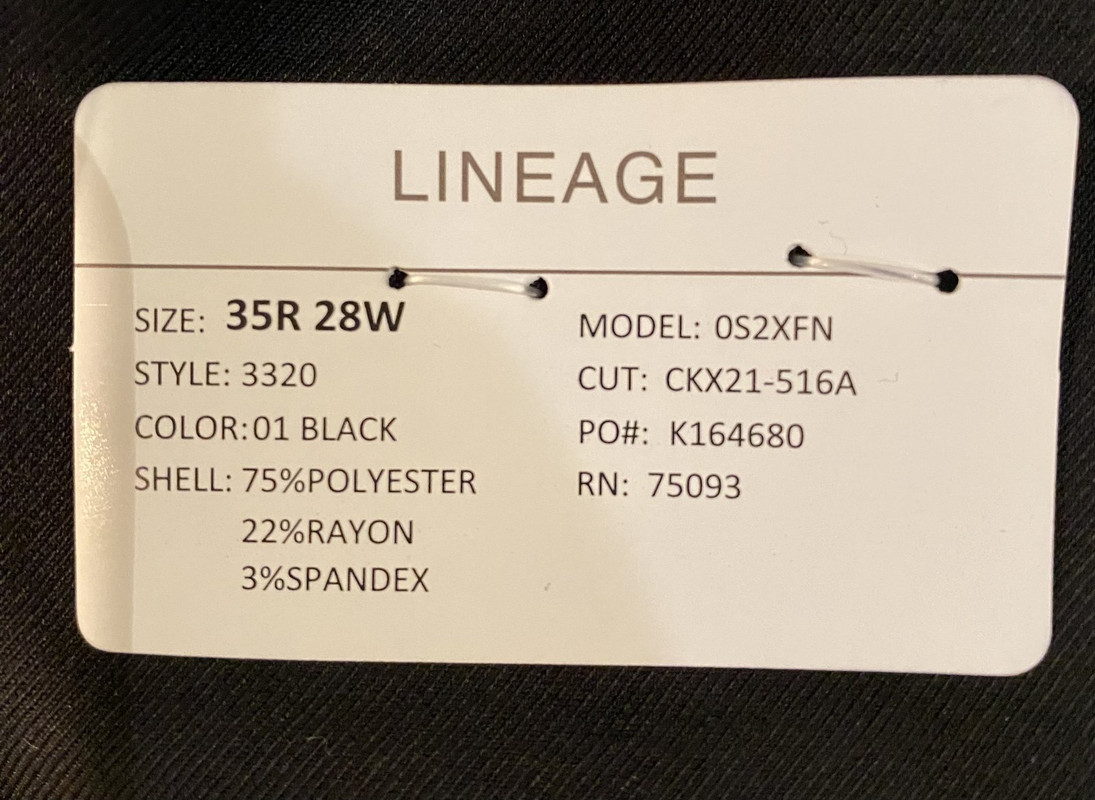 LINEAGE
SIZE: 35R 28W
STYLE: 3320
COLOR:01 BLACK
SHELL: 75%POLYESTER
22%RAYON
3%SPANDEX
MODEL: 0S2XFN
CUT: CKX21-516A
PO#: K164680
RN: 75093